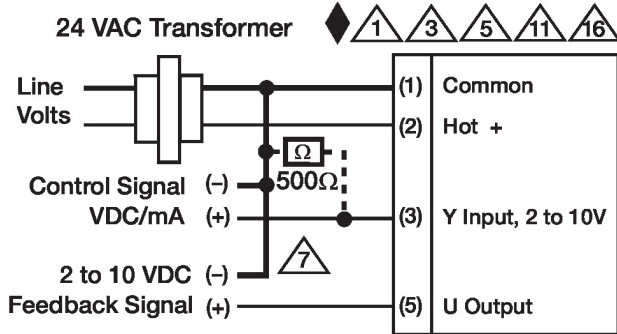 24 VAC Transformer
1 3 5 11 16
Line
Volts
(1) Common
(2) Hot +
Ω
500Ω
Control Signal (–)
VDC/mA (+)
(3) Y Input, 2 to 10V
7
2 to 10 VDC (–)
Feedback Signal (+)
(5) U Output